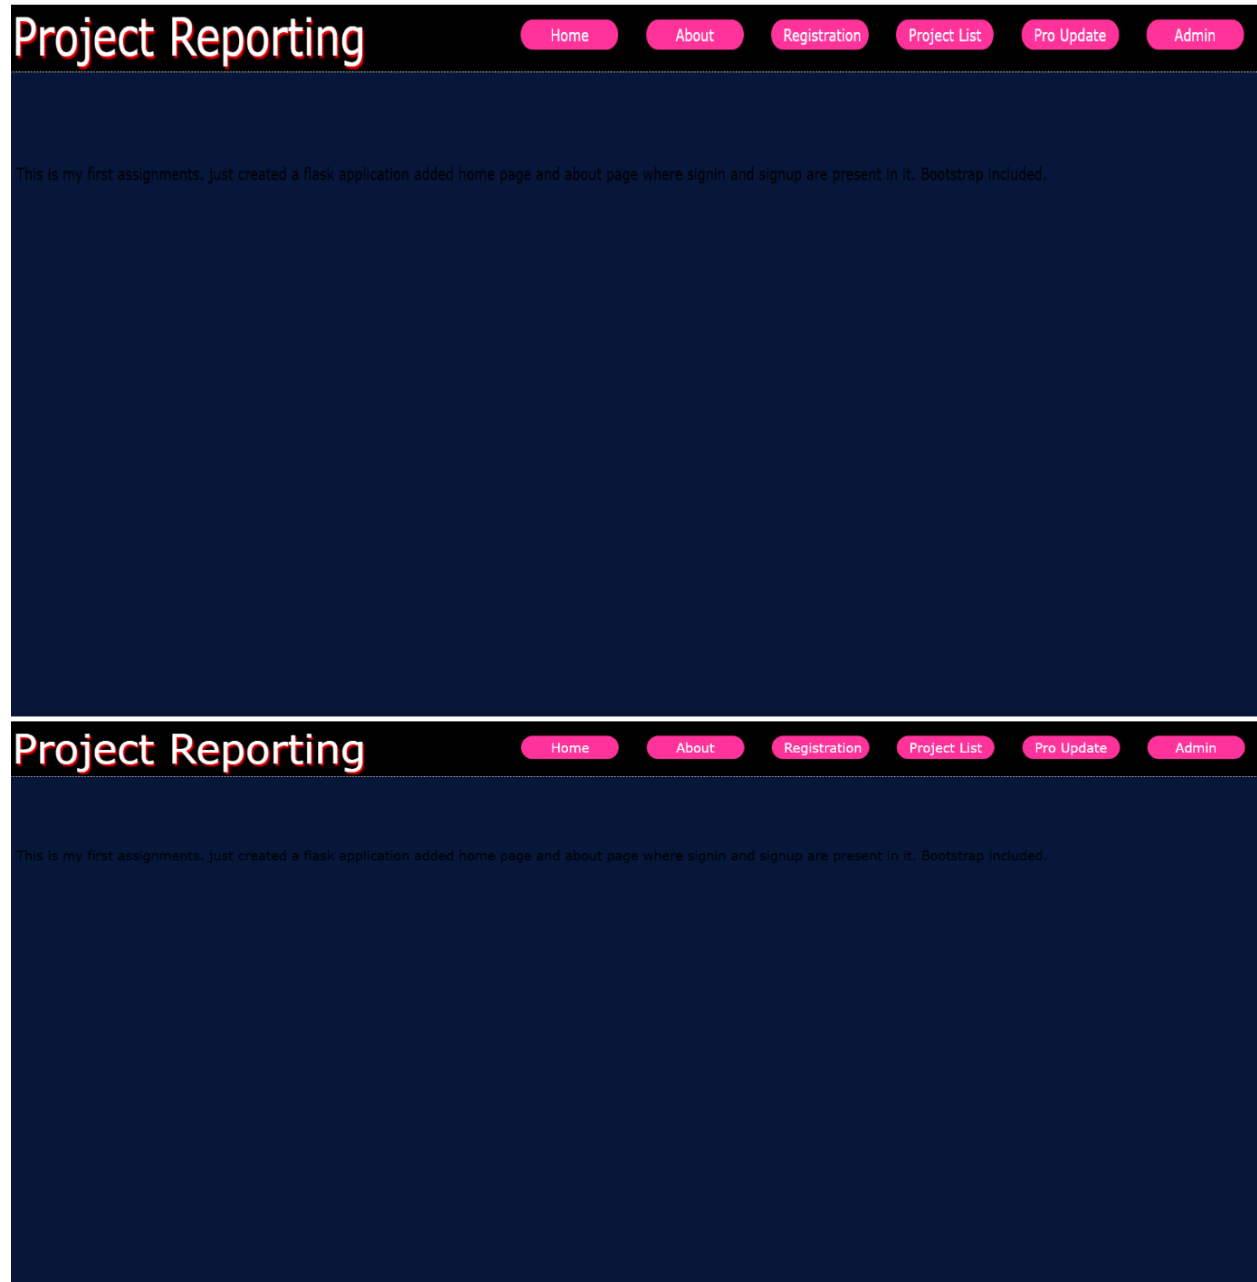 Project Reporting Home About Registration Project List Pro Update Admin
This is my first assignments. just created a flask application added home page and about page where signin and signup are present in it. Bootstrap included.
Project Reporting Home About Registration Project List Pro Update Admin
This is my first assignments. just created a flask application added home page and about page where signin and signup are present in it. Bootstrap included.